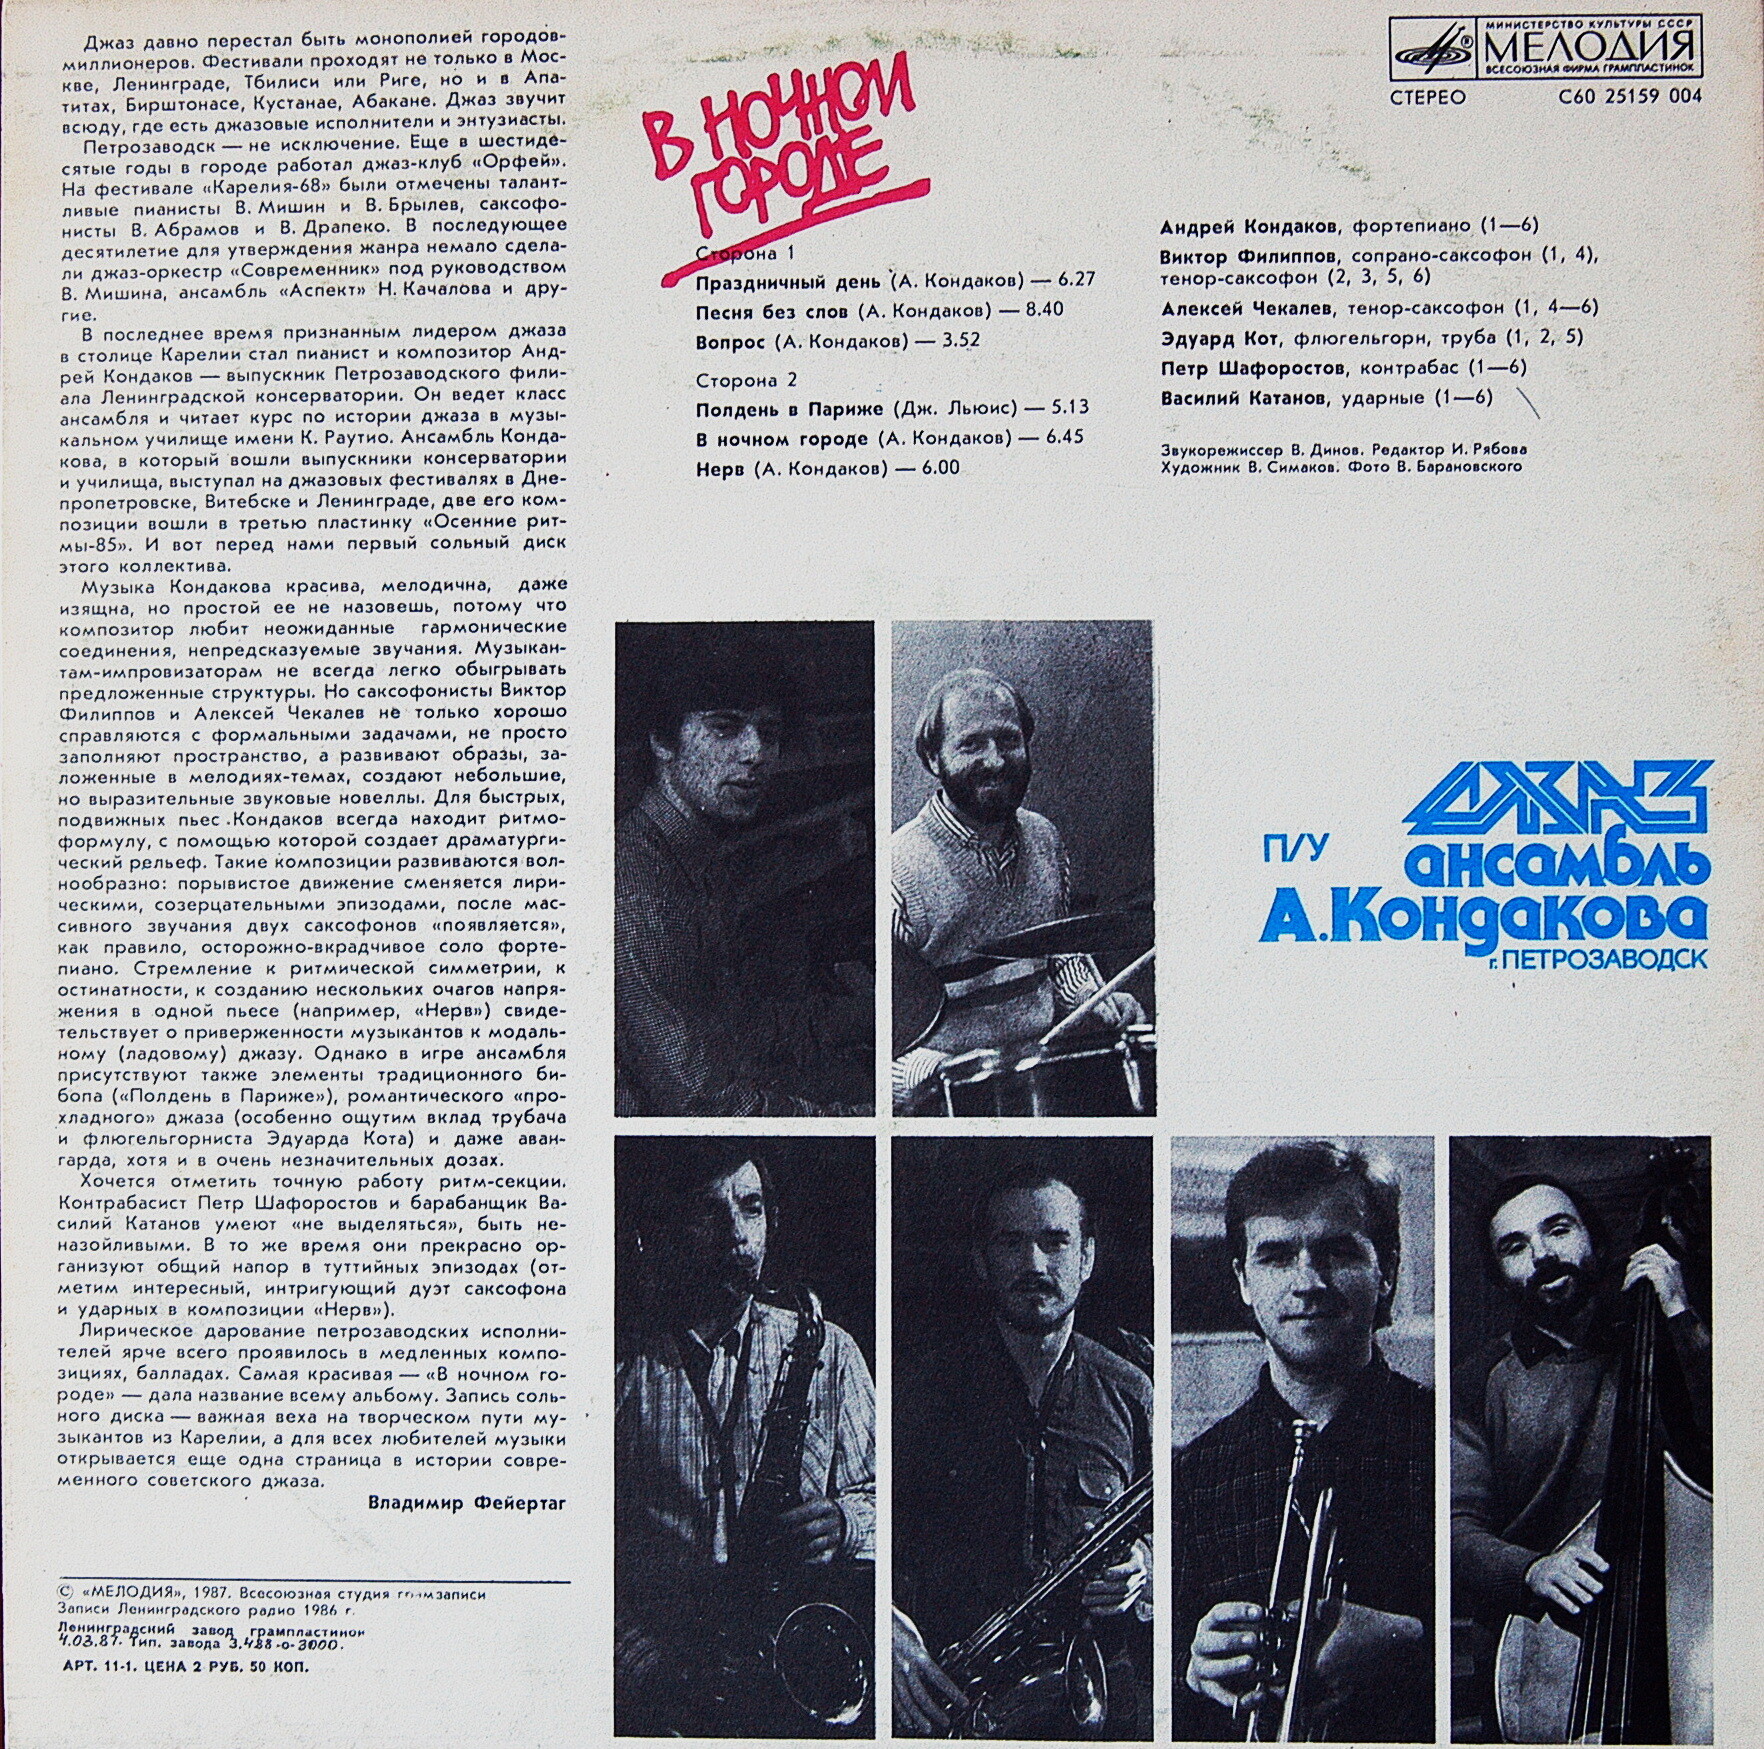 Джаз давно перестал быть монополией городов-
миллионеров. Фестивали проходят не только в Мос-
кве, Ленинграде, Тбилиси или Риге, но и в Апа-
титах, Бирштонасе, Кустанае, Абакане. Джаз звучит
всюду, где есть джазовые исполнители и энтузиасты.
Петрозаводск — не исключение. Еще в шестиде-
сятые годы в городе работал джаз-клуб «Орфей».
На фестивале «Карелия-68» были отмечены талант-
ливые пианисты В. Мишин и В. Брылев, саксофо-
нисты В. Абрамов и В. Драпеко. В последующее
десятилетие для утверждения жанра немало сдела-
ли джаз-оркестр «Современник» под руководством
В. Мишина, ансамбль «Аспект» Н. Качалова и дру-
гие.
В последнее время признанным лидером джаза
в столице Карелии стал пианист и композитор Анд-
рей Кондаков — выпускник Петрозаводского фили-
ала Ленинградской консерватории. Он ведет класс
ансамбля и читает курс по истории джаза в музы-
кальном училище имени К. Раутио. Ансамбль Конда-
кова, в который вошли выпускники консерватории
и училища, выступал на джазовых фестивалях в Дне-
пропетровске, Витебске и Ленинграде, две его ком-
позиции вошли в третью пластинку «Осенние рит-
мы-85». И вот перед нами первый сольный диск
этого коллектива.
Музыка Кондакова красива, мелодична, даже
изящна, но простой ее не назовешь, потому что
композитор любит неожиданные гармонические
соединения, непредсказуемые звучания. Музыкан-
там-импровизаторам не всегда легко обыгрывать
предложенные структуры. Но саксофонисты Виктор
Филиппов и Алексей Чекалев не только хорошо
справляются с формальными задачами, не просто
заполняют пространство, а развивают образы, за-
ложенные в мелодиях-темах, создают небольшие,
но выразительные звуковые новеллы. Для быстрых,
подвижных пьес Кондаков всегда находит ритмо-
формулу, с помощью которой создает драматурги-
ческий рельеф. Такие композиции развиваются вол-
нообразно: порывистое движение сменяется лири-
ческими, созерцательными эпизодами, после мас-
сивного звучания двух саксофонов «появляется»,
как правило, осторожно-вкрадчивое соло форте-
пиано. Стремление к ритмической симметрии, к
остинатности, к созданию нескольких очагов напря-
жения в одной пьесе (например, «Нерв») свиде-
тельствует о приверженности музыкантов к модаль-
ному (ладовому) джазу. Однако в игре ансамбля
присутствуют также элементы традиционного би-
бопа («Полдень в Париже»), романтического «про-
хладного» джаза (особенно ощутим вклад трубача
и флюгельгорниста Эдуарда Кота) и даже аван-
гарда, хотя и в очень незначительных дозах.
Хочется отметить точную работу ритм-секции.
Контрабасист Петр Шафоростов и барабанщик Ва-
силий Катанов умеют «не выделяться», быть не-
назойливыми. В то же время они прекрасно ор-
ганизуют общий напор в туттийных эпизодах (от-
метим интересный, интригующий дуэт саксофона
и ударных в композиции «Нерв»).
Лирическое дарование петрозаводских исполни-
телей ярче всего проявилось в медленных компо-
зициях, балладах. Самая красивая — «В ночном го-
роде» — дала название всему альбому. Запись соль-
ного диска — важная веха на творческом пути му-
зыкантов из Карелии, а для всех любителей музыки
открывается еще одна страница в истории совре-
менного советского джаза.
Владимир Фейертаг
© «МЕЛОДИЯ», 1987. Всесоюзная студия грамзаписи
Записи Ленинградского радио 1986 г.
Ленинградский завод грампластинок
4.03.87. Тип. завода З.488-0-3000.
АРТ. 11-1. ЦЕНА 2 РУБ. 50 КОП.
В НОЧНОМ
ГОРОДЕ
Сторона 1
Праздничный день (А. Кондаков) — 6.27
Песня без слов (А. Кондаков) — 8.40
Вопрос (А. Кондаков) — 3.52
Сторона 2
Полдень в Париже (Дж. Льюис) — 5.13
В ночном городе (А. Кондаков) — 6.45
Нерв (А. Кондаков) — 6.00
МИНИСТЕРСТВО КУЛЬТУРЫ СССР
® МЕЛОДИЯ
ВСЕСОЮЗНАЯ ФИРМА ГРАМПЛАСТИНОК
СТЕРЕО С60 25159 004
Андрей Кондаков, фортепиано (1—6)
Виктор Филиппов, сопрано-саксофон (1, 4),
тенор-саксофон (2, 3, 5, 6)
Алексей Чекалев, тенор-саксофон (1, 4—6)
Эдуард Кот, флюгельгорн, труба (1, 2, 5)
Петр Шафоростов, контрабас (1—6)
Василий Катанов, ударные (1—6)
Звукорежиссер В. Динов. Редактор И. Рябова
Художник В. Симаков. Фото В. Барановского
ДЖАЗ
П/У ансамбль
А.Кондакова
г. ПЕТРОЗАВОДСК